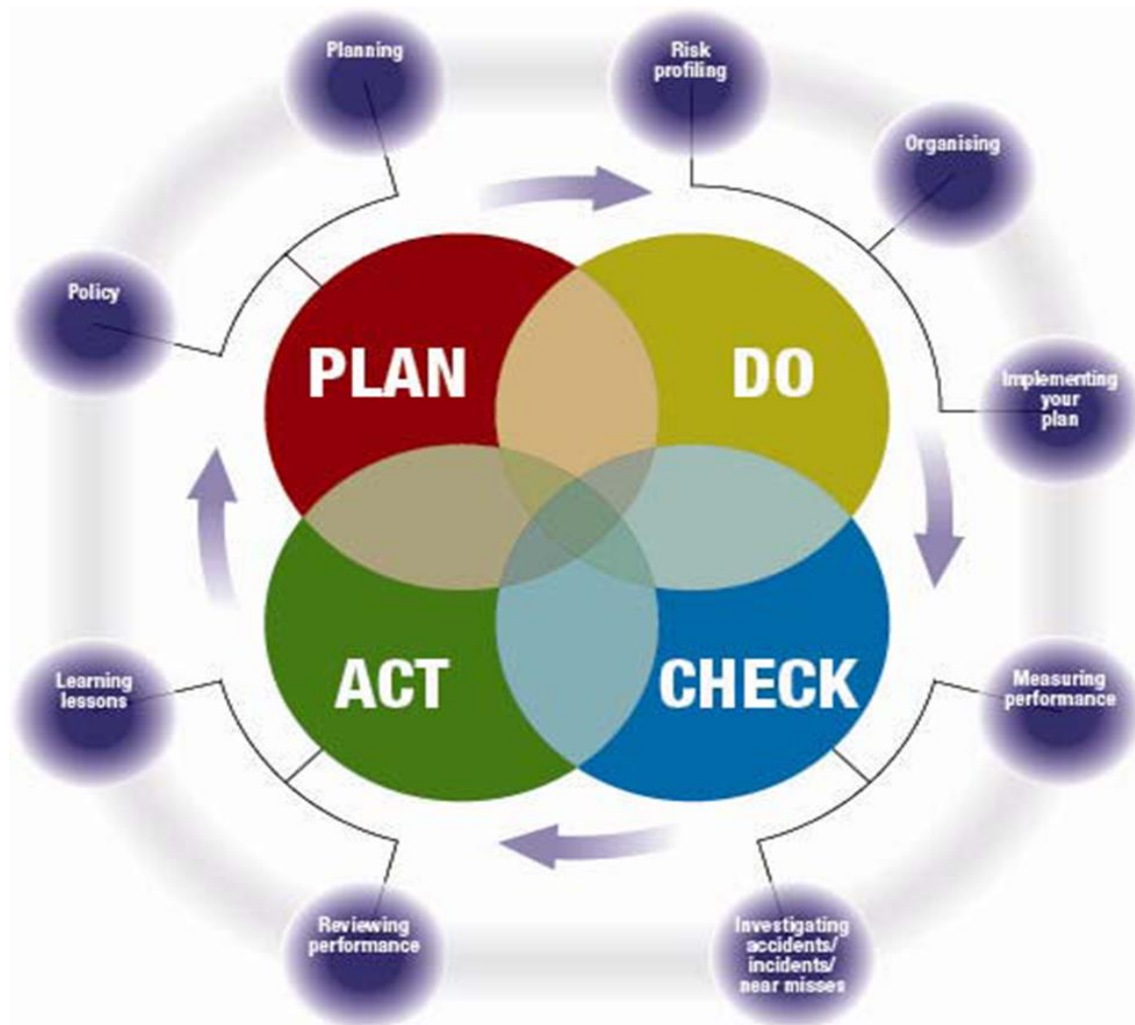 Planning
Risk
profiling
Organising
Policy
PLAN
DO
Implementing
your
plan
Learning
lessons
ACT
CHECK
Measuring
performance
Reviewing
performance
Investigating
accidents/
incidents/
near misses